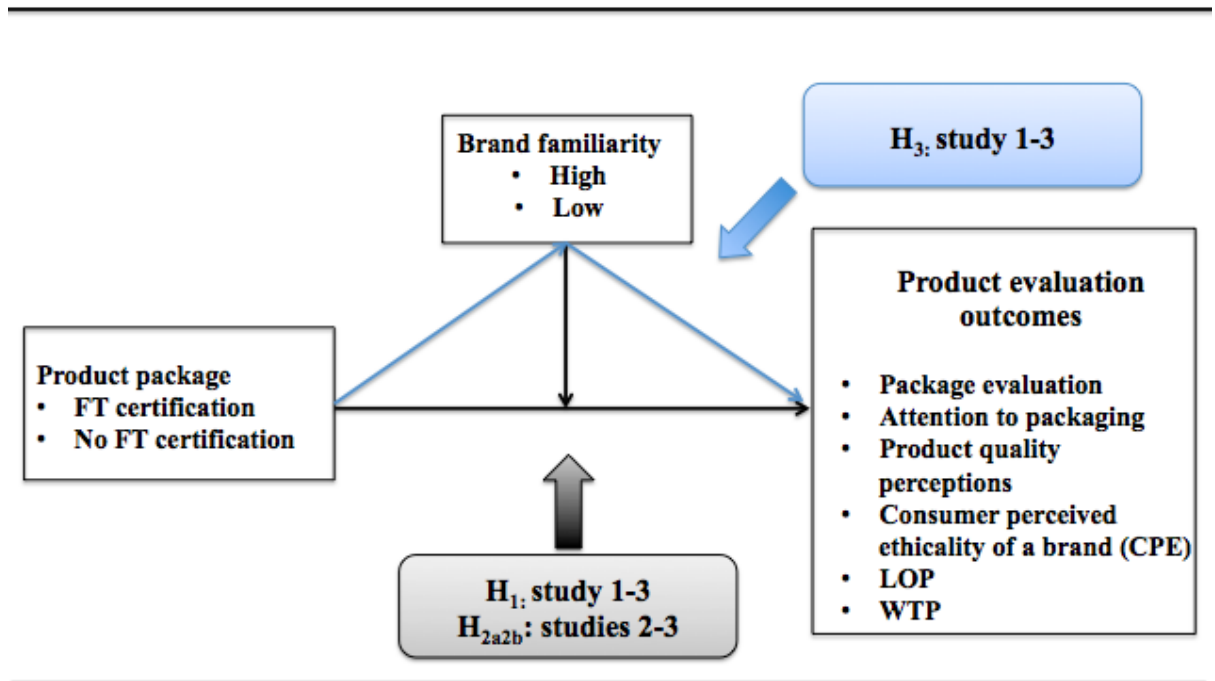 Brand familiarity
• High
• Low
H3: study 1-3
Product package
• FT certification
• No FT certification
Product evaluation
outcomes
• Package evaluation
• Attention to packaging
• Product quality
perceptions
• Consumer perceived
ethicality of a brand (CPE)
• LOP
• WTP
H1: study 1-3
H2a2b: studies 2-3